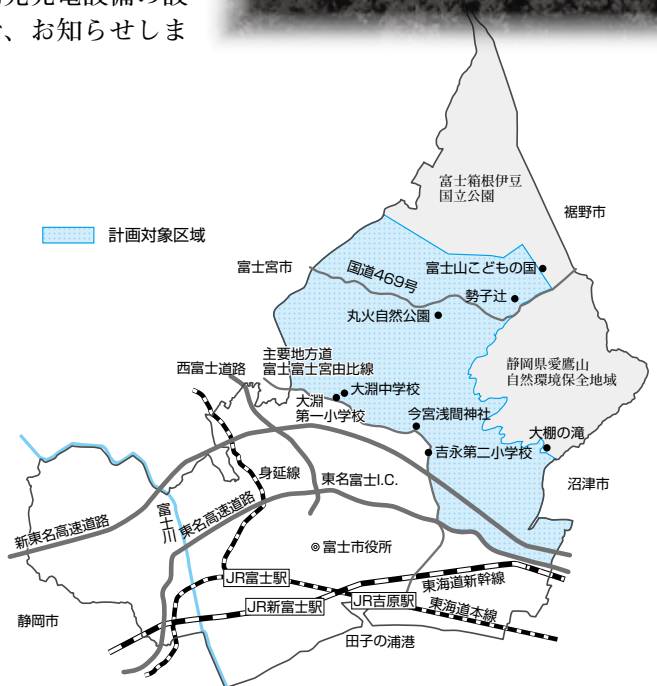 光発電設備の設
、お知らせしま
富士箱根伊豆
国立公園
裾野市
計画対象区域
富士宮市
国道469号
富士山こどもの国
勢子辻
丸火自然公園
静岡県愛鷹山
自然環境保全地域
主要地方道
富士富士宮由比線
西富士道路
大淵中学校
大淵
第一小学校
今宮浅間神社
大棚の滝
吉永第二小学校
身延線
東名富士I.C.
沼津市
新東名高速道路
富士川
東名高速道路
富士市役所
JR富士駅
東海道新幹線
JR新富士駅
JR吉原駅
東海道本線
静岡市
田子の浦港